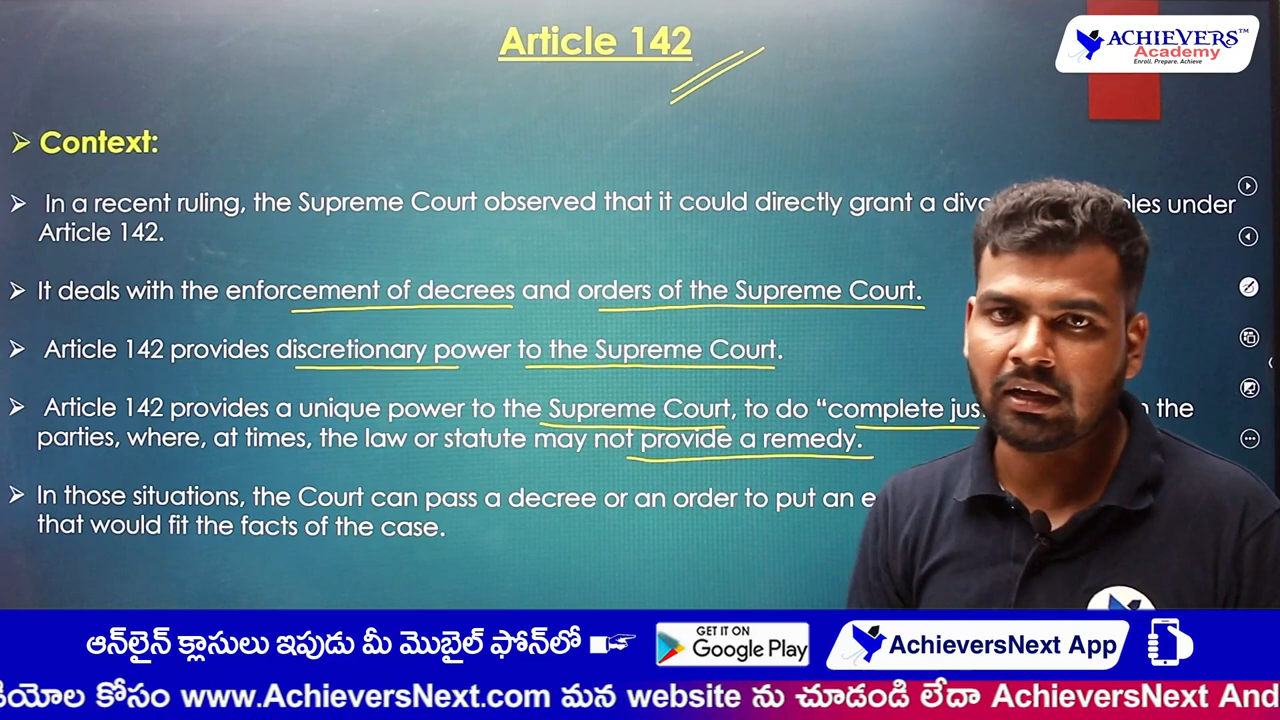 Article 142
ACHIEVERS™
Academy
Enroll. Prepare. Achieve
Context:
In a recent ruling, the Supreme Court observed that it could directly grant a under
Article 142.
It deals with the enforcement of decrees and orders of the Supreme Court.
Article 142 provides discretionary power to the Supreme Court.
Article 142 provides a unique power to the Supreme Court, to do “complete the
parties, where, at times, the law or statute may not provide a remedy.
In those situations, the Court can pass a decree or an order to put an
that would fit the facts of the case.
ఆన్‌లైన్ క్లాసులు ఇపుడు మీ మొబైల్ ఫోన్‌లో
GET IT ON
Google Play
AchieversNext App
కోసం www.AchieversNext.com మన website ను చూడండి లేదా AchieversNext